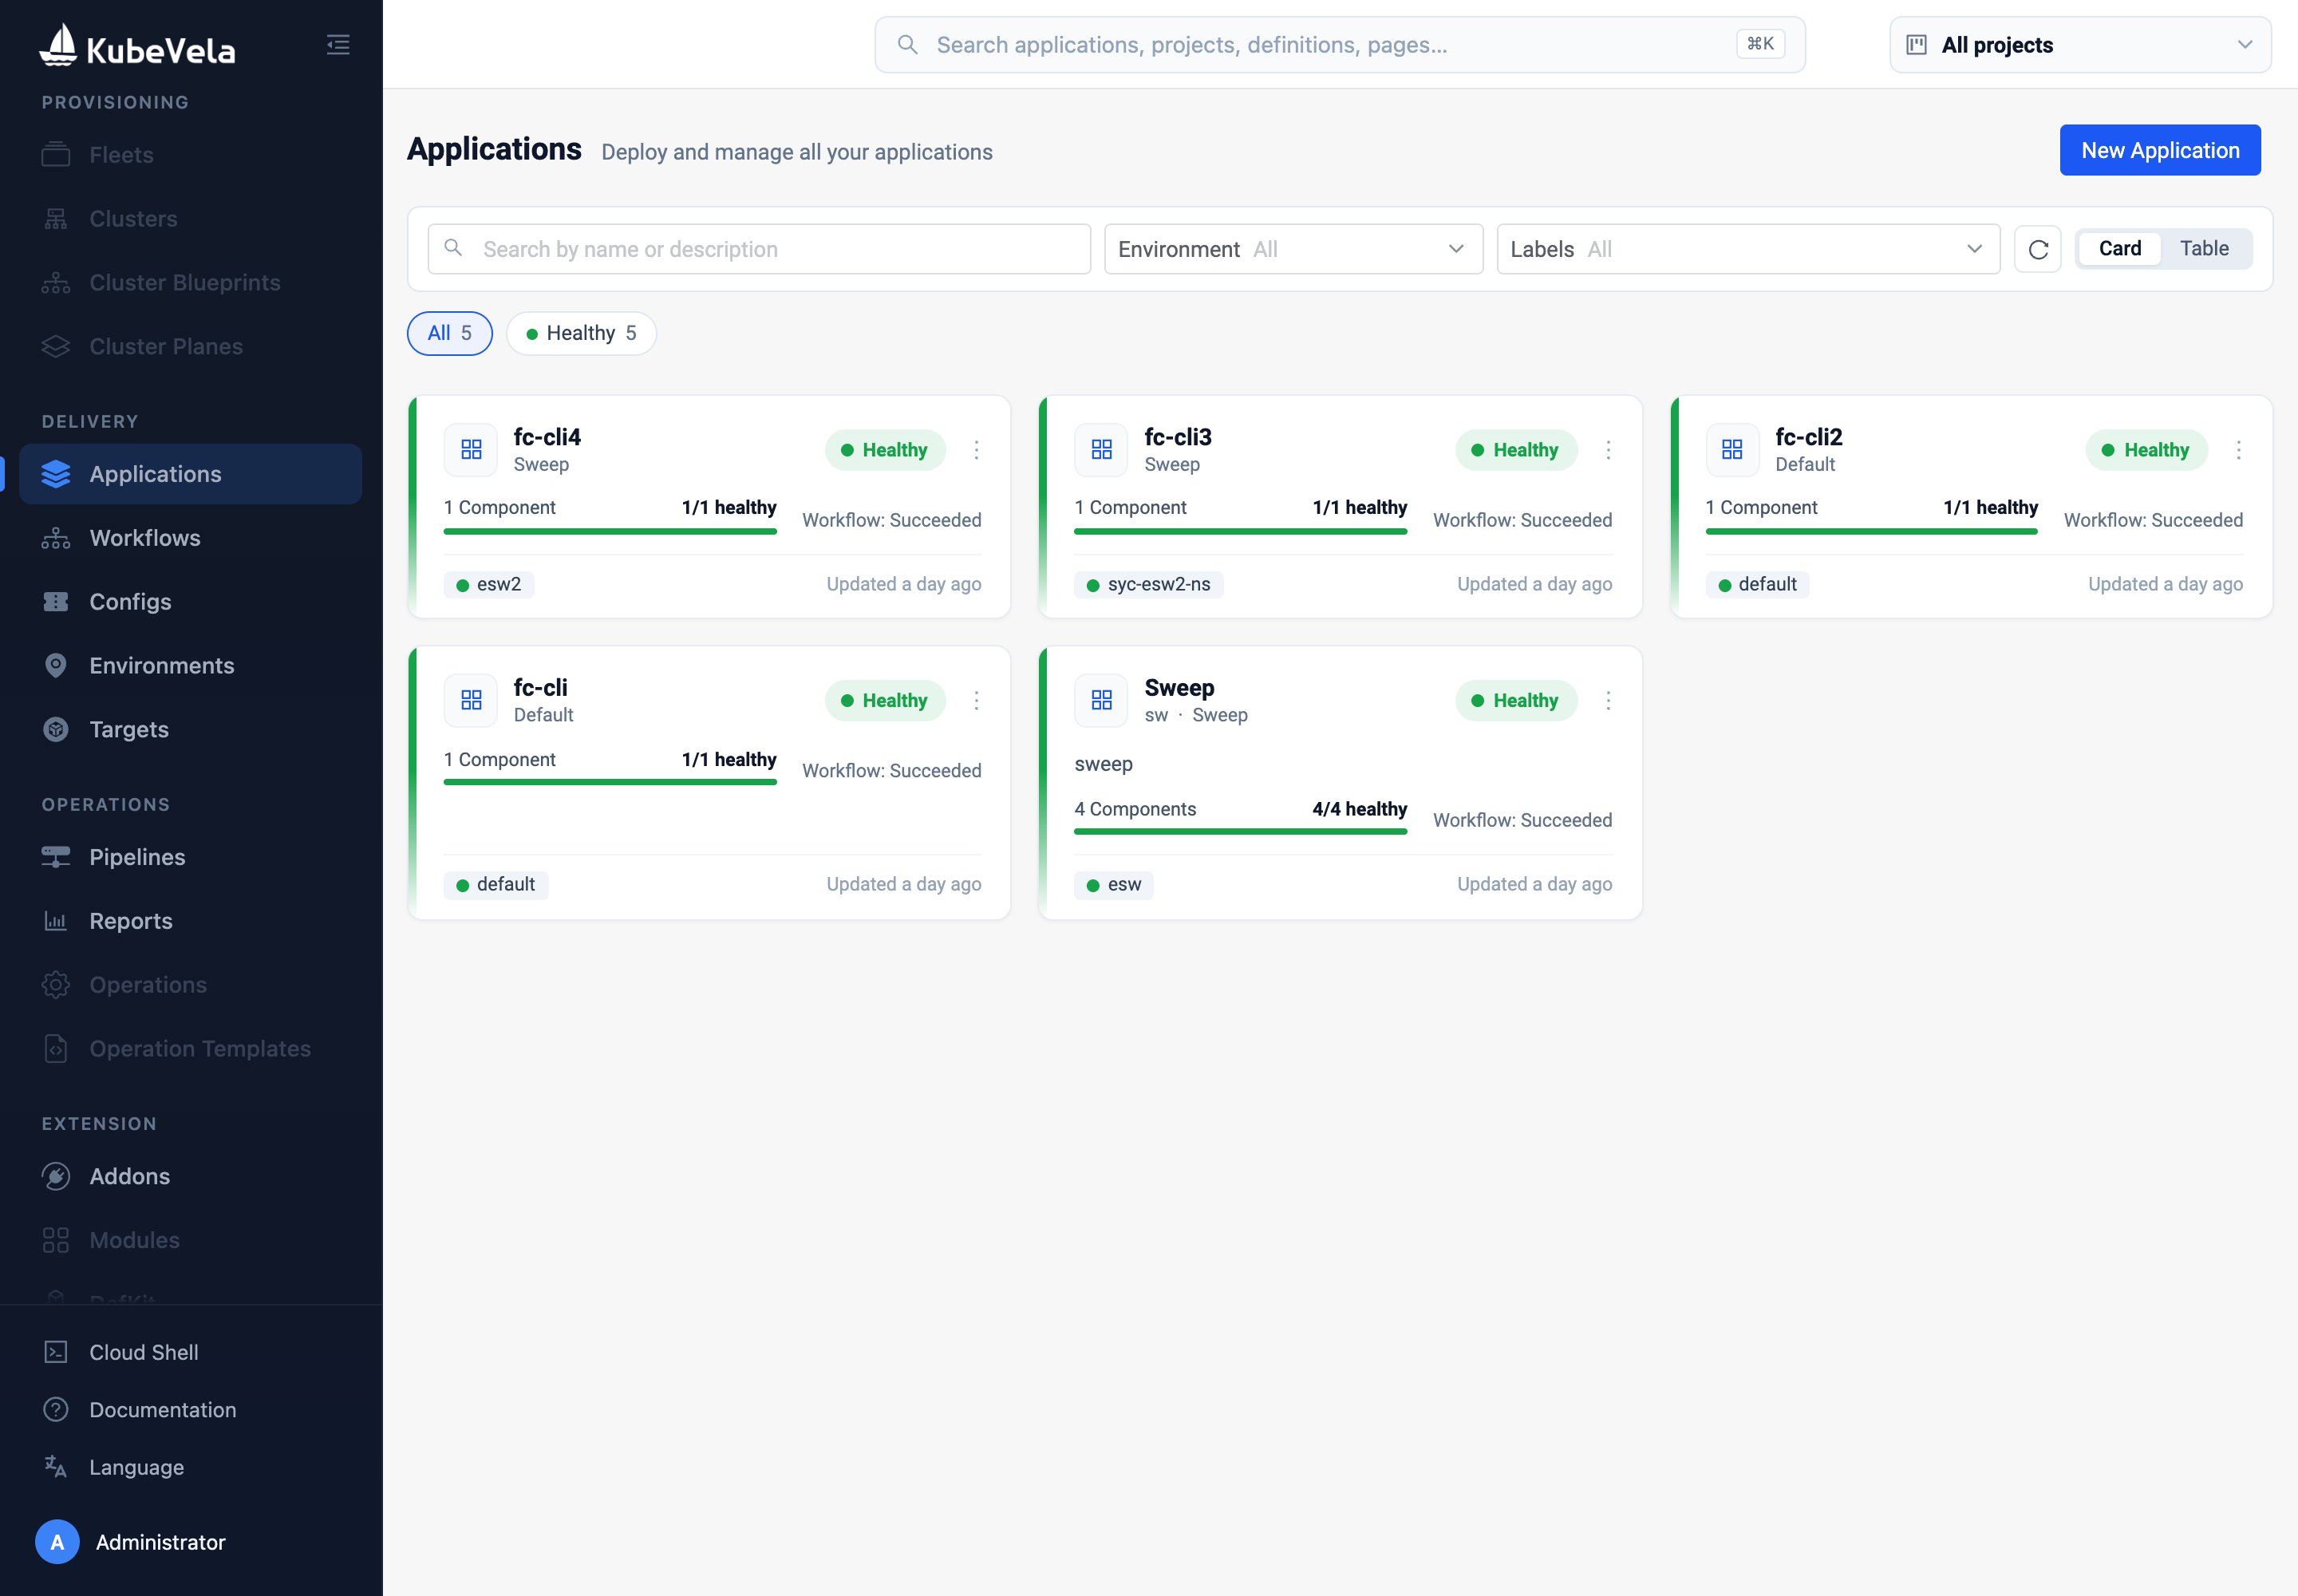 KubeVela
Search applications, projects, definitions, pages...
⌘K
All projects
PROVISIONING
Fleets
Clusters
Cluster Blueprints
Cluster Planes
DELIVERY
Applications
Workflows
Configs
Environments
Targets
OPERATIONS
Pipelines
Reports
Operations
Operation Templates
EXTENSION
Addons
Modules
Cloud Shell
Documentation
Language
A
Administrator
Applications
Deploy and manage all your applications
New Application
Search by name or description
Environment All
Labels All
Card
Table
All 5
Healthy 5
fc-cli4
Sweep
Healthy
1 Component
1/1 healthy
Workflow: Succeeded
esw2
Updated a day ago
fc-cli3
Sweep
Healthy
1 Component
1/1 healthy
Workflow: Succeeded
syc-esw2-ns
Updated a day ago
fc-cli2
Default
Healthy
1 Component
1/1 healthy
Workflow: Succeeded
default
Updated a day ago
fc-cli
Default
Healthy
1 Component
1/1 healthy
Workflow: Succeeded
default
Updated a day ago
Sweep
sw · Sweep
Healthy
sweep
4 Components
4/4 healthy
Workflow: Succeeded
esw
Updated a day ago